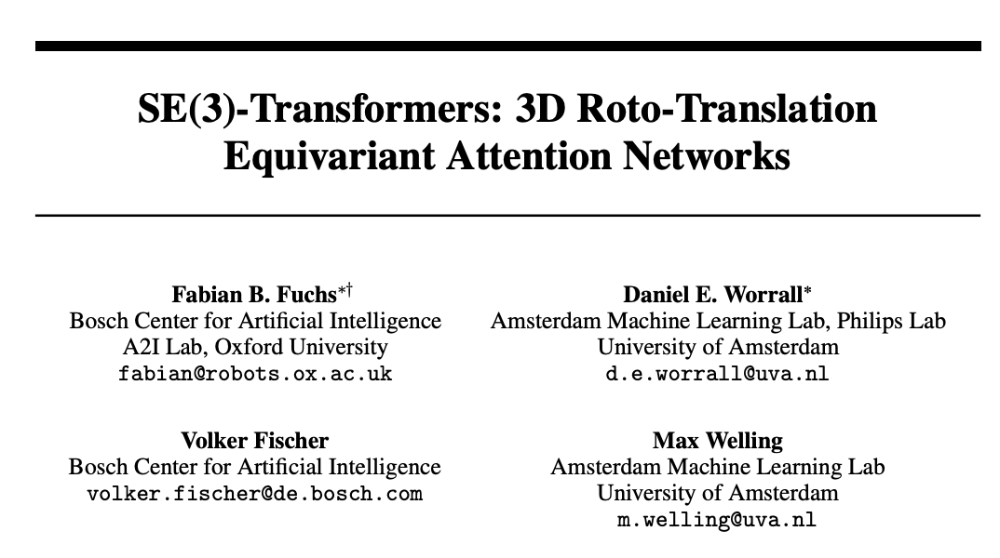 SE(3)-Transformers: 3D Roto-Translation
Equivariant Attention Networks
Fabian B. Fuchs*†
Bosch Center for Artificial Intelligence
A2I Lab, Oxford University
fabian@robots.ox.ac.uk
Daniel E. Worrall*
Amsterdam Machine Learning Lab, Philips Lab
University of Amsterdam
d.e.worrall@uva.nl
Volker Fischer
Bosch Center for Artificial Intelligence
volker.fischer@de.bosch.com
Max Welling
Amsterdam Machine Learning Lab
University of Amsterdam
m.welling@uva.nl